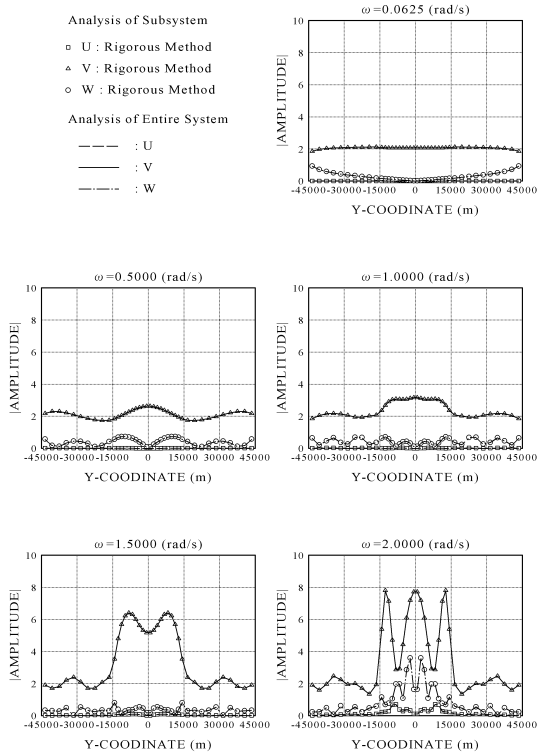 Analysis of Subsystem
U : Rigorous Method
V : Rigorous Method
W : Rigorous Method
Analysis of Entire System
: U
: V
: W
ω=0.0625 (rad/s)
|AMPLITUDE|
10
8
6
4
2
0
-45000 -30000 -15000 0 15000 30000 45000
Y-COODINATE (m)
ω=0.5000 (rad/s)
|AMPLITUDE|
10
8
6
4
2
0
-45000 -30000 -15000 0 15000 30000 45000
Y-COODINATE (m)
ω=1.0000 (rad/s)
|AMPLITUDE|
10
8
6
4
2
0
-45000 -30000 -15000 0 15000 30000 45000
Y-COODINATE (m)
ω=1.5000 (rad/s)
|AMPLITUDE|
10
8
6
4
2
0
-45000 -30000 -15000 0 15000 30000 45000
Y-COODINATE (m)
ω=2.0000 (rad/s)
|AMPLITUDE|
10
8
6
4
2
0
-45000 -30000 -15000 0 15000 30000 45000
Y-COODINATE (m)